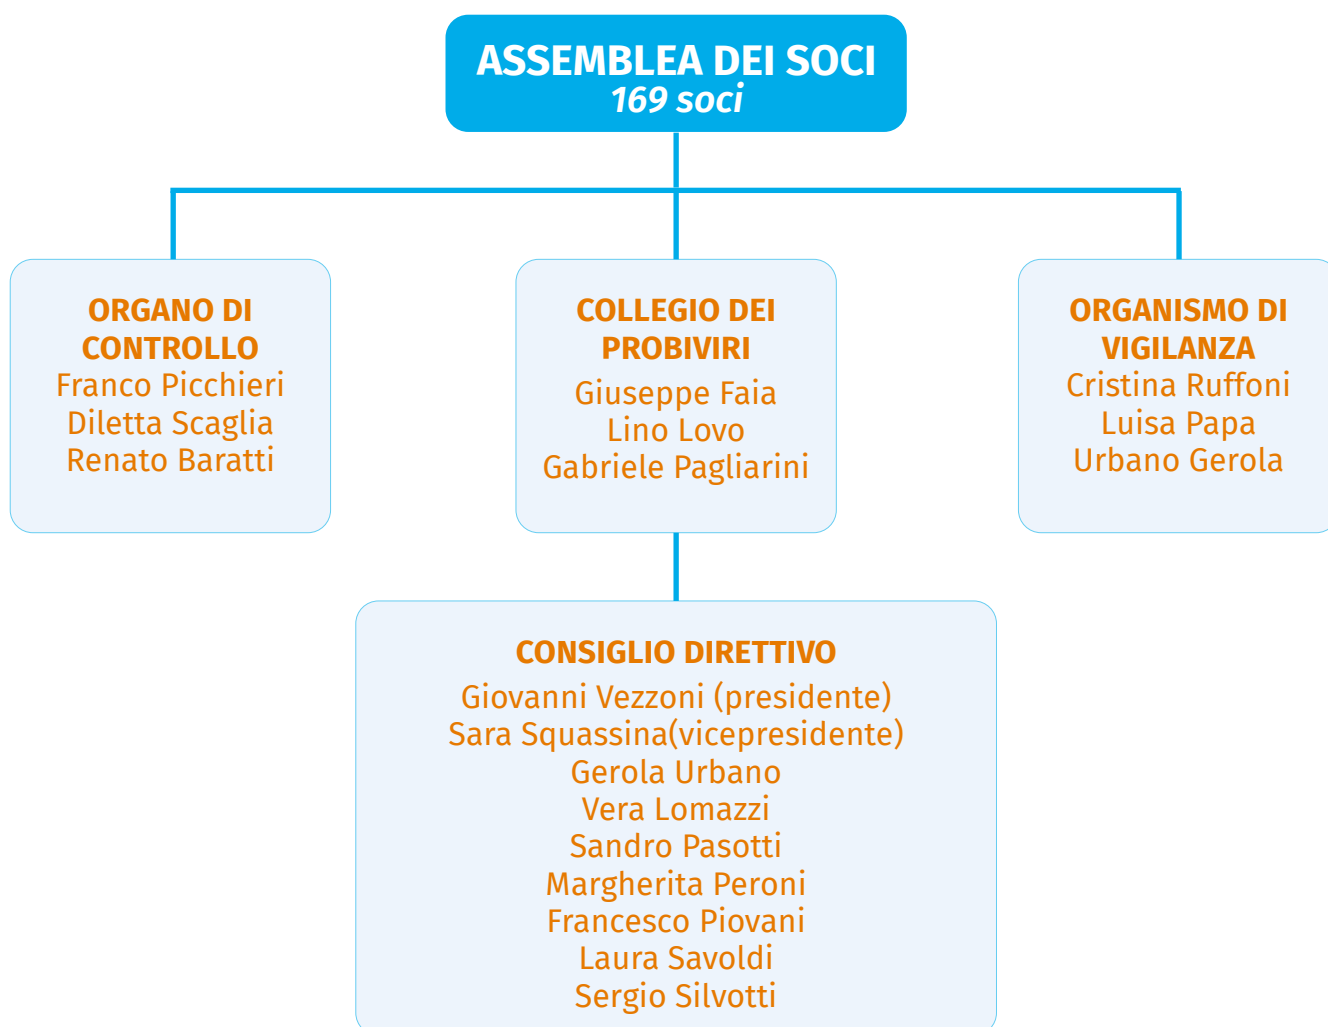 ASSEMBLEA DEI SOCI
169 soci
ORGANO DI
CONTROLLO
Franco Picchieri
Diletta Scaglia
Renato Baratti
COLLEGIO DEI
PROBIVIRI
Giuseppe Faia
Lino Lovo
Gabriele Pagliarini
ORGANISMO DI
VIGILANZA
Cristina Ruffoni
Luisa Papa
Urbano Gerola
CONSIGLIO DIRETTIVO
Giovanni Vezzoni (presidente)
Sara Squassina(vicepresidente)
Gerola Urbano
Vera Lomazzi
Sandro Pasotti
Margherita Peroni
Francesco Piovani
Laura Savoldi
Sergio Silvotti